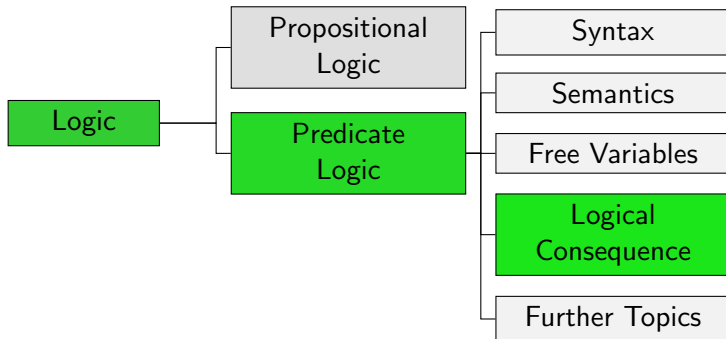 Logic
Propositional
Logic
Predicate
Logic
Syntax
Semantics
Free Variables
Logical
Consequence
Further Topics